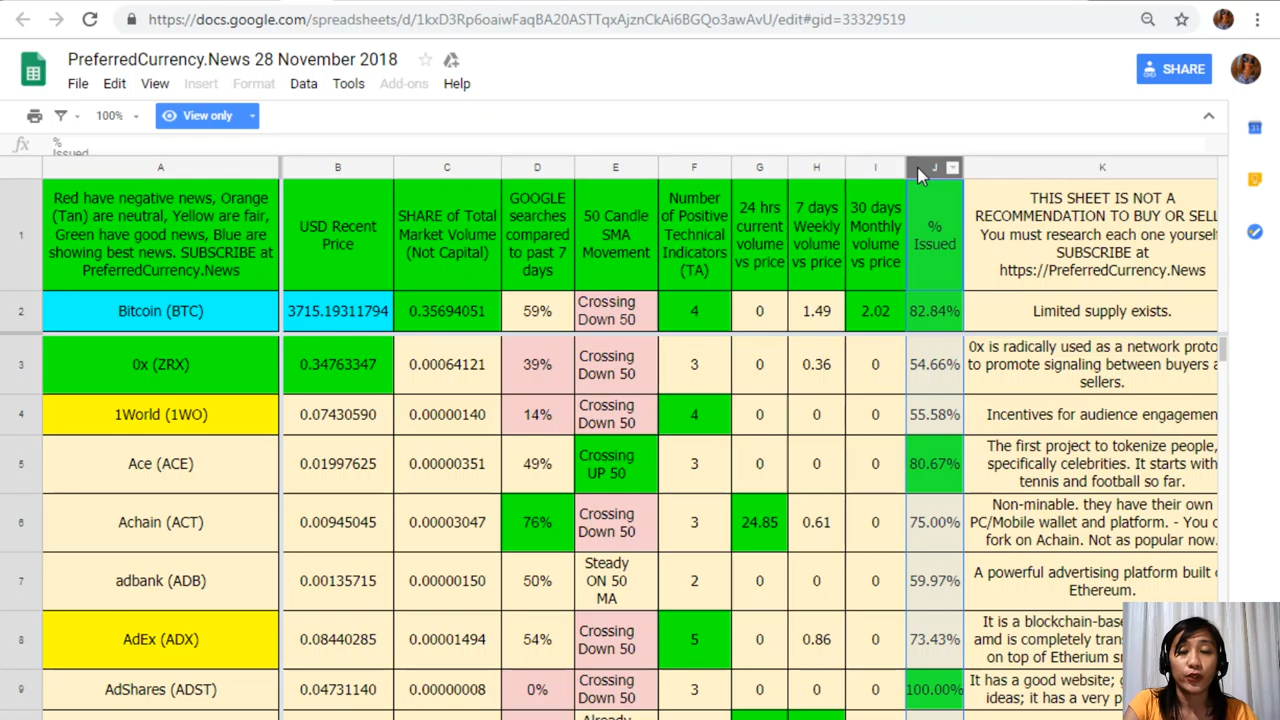 https://docs.google.com/spreadsheets/d/1kxD3Rp6oaiwFaqBA20ASTTqxAjznCkAi6BGQo3awAvU/edit#gid=33329519
PreferredCurrency.News 28 November 2018
File Edit View Insert Format Data Tools Add-ons Help
SHARE
100% View only
fx %
Issued
A B C D E F G H I J K
1
Red have negative news, Orange
(Tan) are neutral, Yellow are fair,
Green have good news, Blue are
showing best news. SUBSCRIBE at
PreferredCurrency.News
USD Recent
Price
SHARE of Total
Market Volume
(Not Capital)
GOOGLE
searches
compared
to past 7
days
50 Candle
SMA
Movement
Number
of Positive
Technical
Indicators
(TA)
24 hrs
current
volume
vs price
7 days
Weekly
volume
vs price
30 days
Monthly
volume
vs price
%
Issued
THIS SHEET IS NOT A
RECOMMENDATION TO BUY OR SELL
You must research each one yourself
SUBSCRIBE at
https://PreferredCurrency.News
2 Bitcoin (BTC) 3715.19311794 0.35694051 59% Crossing
Down 50 4 0 1.49 2.02 82.84% Limited supply exists.
3 0x (ZRX) 0.34763347 0.00064121 39% Crossing
Down 50 3 0 0.36 0 54.66% 0x is radically used as a network proto
to promote signaling between buyers a
sellers.
4 1World (1WO) 0.07430590 0.00000140 14% Crossing
Down 50 4 0 0 0 55.58% Incentives for audience engagemen
5 Ace (ACE) 0.01997625 0.00000351 49% Crossing
UP 50 3 0 0 0 80.67% The first project to tokenize people,
specifically celebrities. It starts with
tennis and football so far.
6 Achain (ACT) 0.00945045 0.00003047 76% Crossing
Down 50 3 24.85 0.61 0 75.00% Non-minable. they have their own
PC/Mobile wallet and platform. - You c
fork on Achain. Not as popular now.
7 adbank (ADB) 0.00135715 0.00000150 50% Steady
ON 50
MA 2 0 0 0 59.97% A powerful advertising platform built o
Ethereum.
8 AdEx (ADX) 0.08440285 0.00001494 54% Crossing
Down 50 5 0 0.86 0 73.43% It is a blockchain-base
amd is completely tran
on top of Etherium sm
9 AdShares (ADST) 0.04731140 0.00000008 0% Crossing
Down 50 3 0 0 0 100.00% It has a good website;
ideas; it has a very p
Already